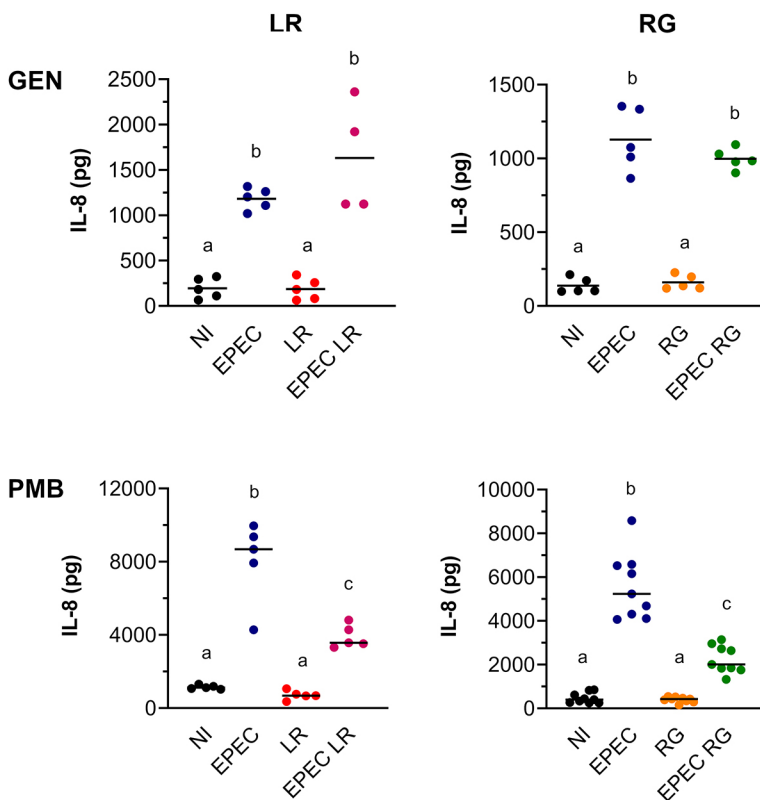 LR
RG
GEN
IL-8 (pg)
2500
2000
1500
1000
500
0
a
b
a
b
NI
EPEC
LR
EPEC LR
IL-8 (pg)
1500
1000
500
0
a
b
a
b
NI
EPEC
RG
EPEC RG
PMB
IL-8 (pg)
12000
8000
4000
0
a
b
a
c
NI
EPEC
LR
EPEC LR
IL-8 (pg)
10000
8000
6000
4000
2000
0
a
b
a
c
NI
EPEC
RG
EPEC RG